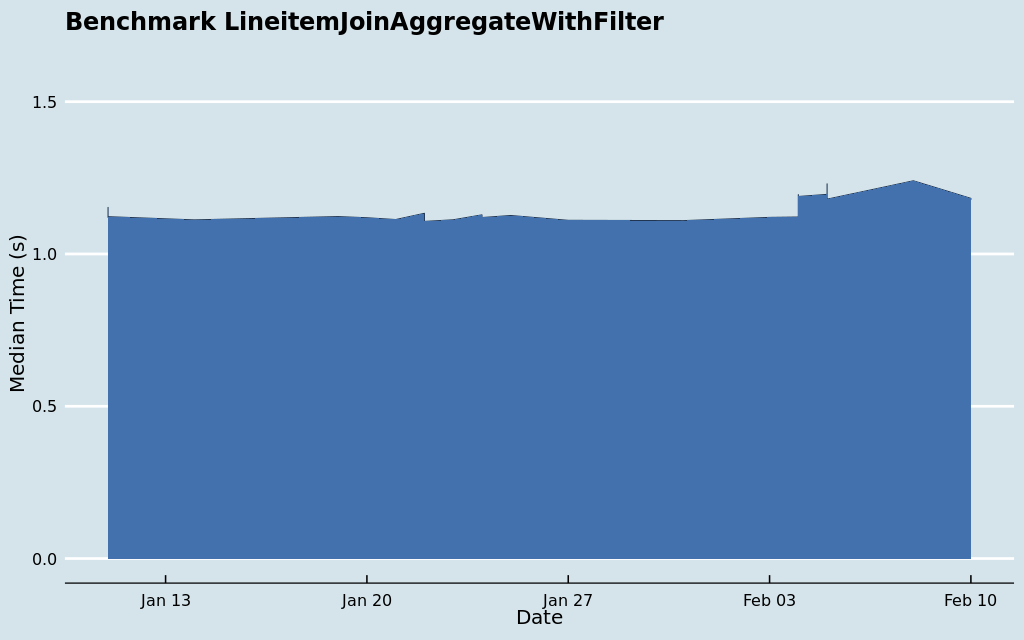 Benchmark LineitemJoinAggregateWithFilter
1.5
1.0
0.5
0.0
Median Time (s)
Jan 13 Jan 20 Jan 27 Feb 03 Feb 10
Date